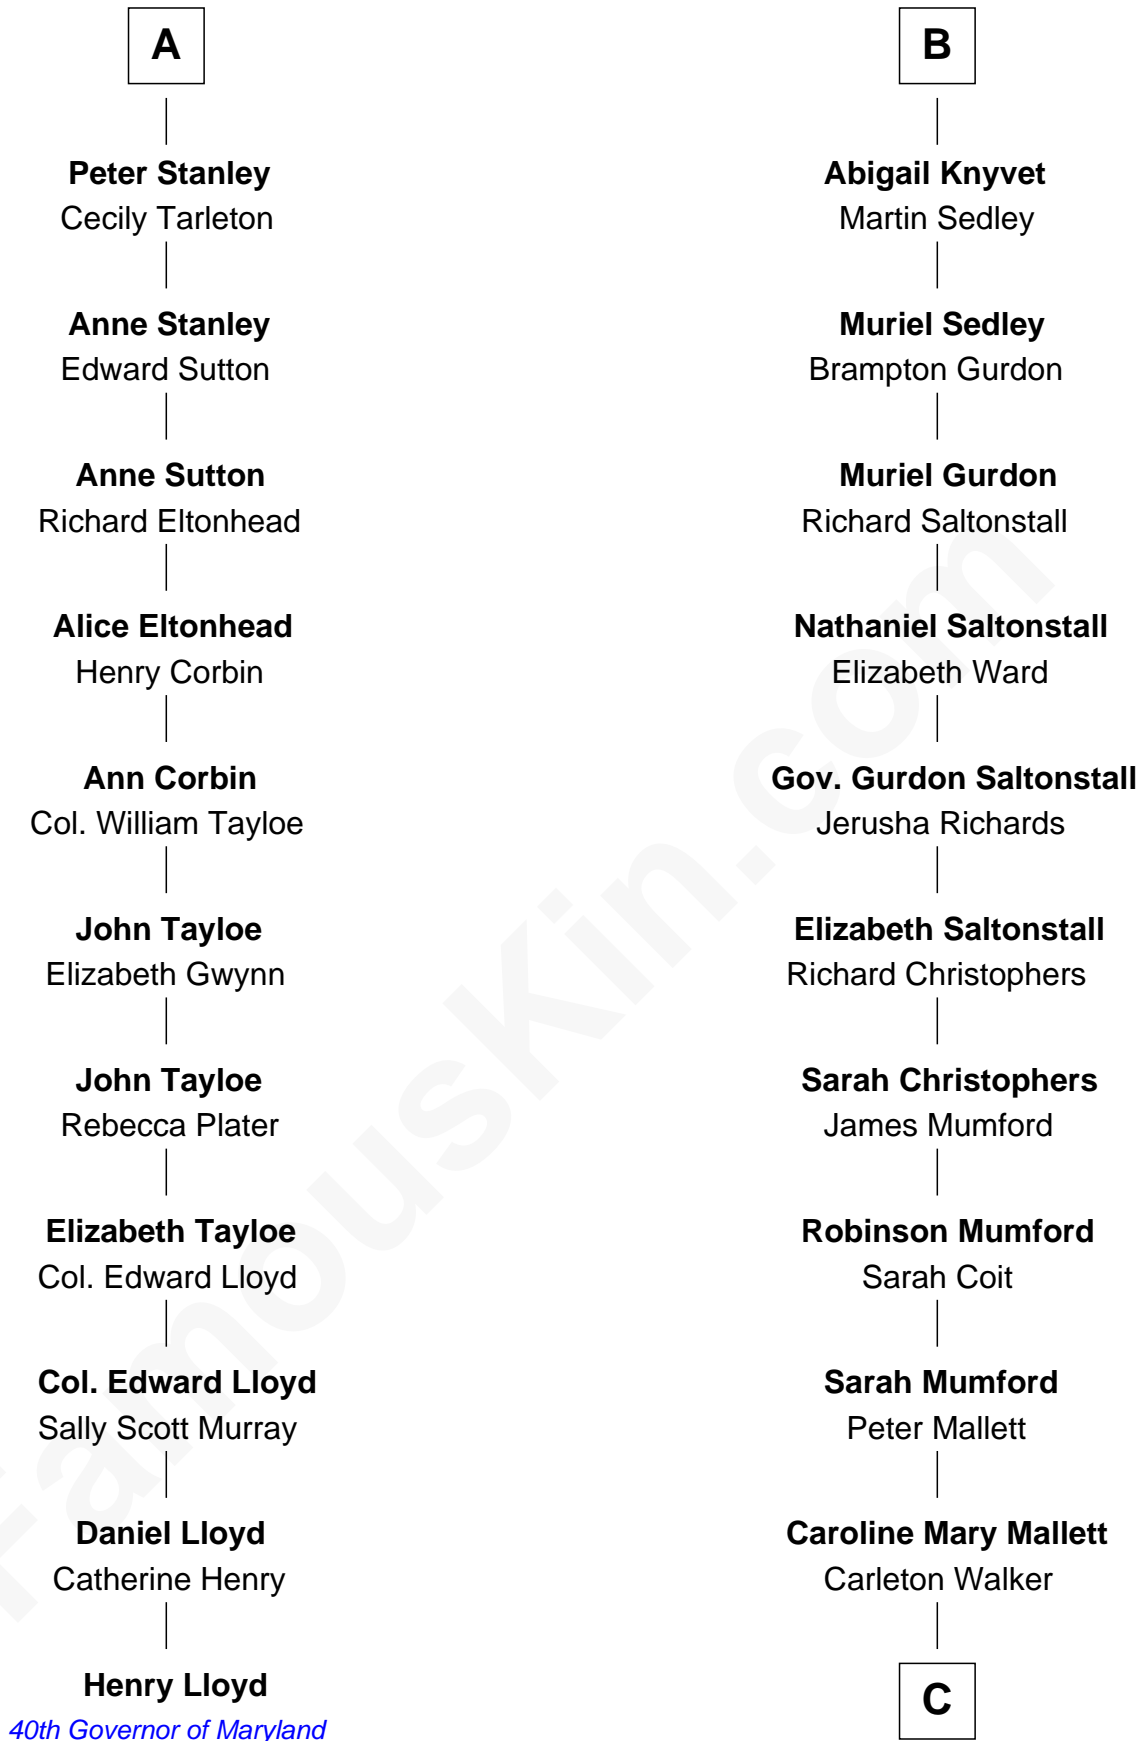 A
Peter Stanley
Cecily Tarleton
Anne Stanley
Edward Sutton
Anne Sutton
Richard Eltonhead
Alice Eltonhead
Henry Corbin
Ann Corbin
Col. William Tayloe
John Tayloe
Elizabeth Gwynn
John Tayloe
Rebecca Plater
Elizabeth Tayloe
Col. Edward Lloyd
Col. Edward Lloyd
Sally Scott Murray
Daniel Lloyd
Catherine Henry
Henry Lloyd
40th Governor of Maryland
B
Abigail Knyvet
Martin Sedley
Muriel Sedley
Brampton Gurdon
Muriel Gurdon
Richard Saltonstall
Nathaniel Saltonstall
Elizabeth Ward
Gov. Gurdon Saltonstall
Jerusha Richards
Elizabeth Saltonstall
Richard Christophers
Sarah Christophers
James Mumford
Robinson Mumford
Sarah Coit
Sarah Mumford
Peter Mallett
Caroline Mary Mallett
Carleton Walker
C
FamousKin.com